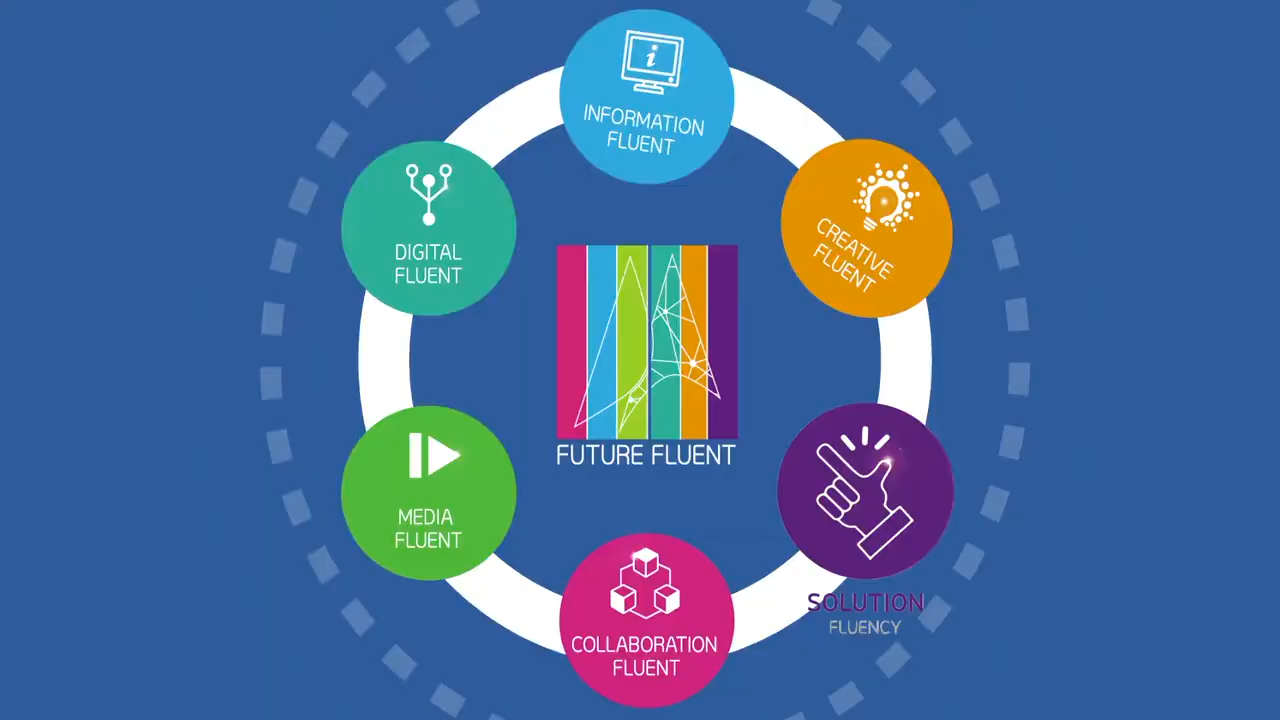 i
INFORMATION
FLUENT
CREATIVE
FLUENT
DIGITAL
FLUENT
FUTURE FLUENT
MEDIA
FLUENT
SOLUTION
FLUENCY
COLLABORATION
FLUENT